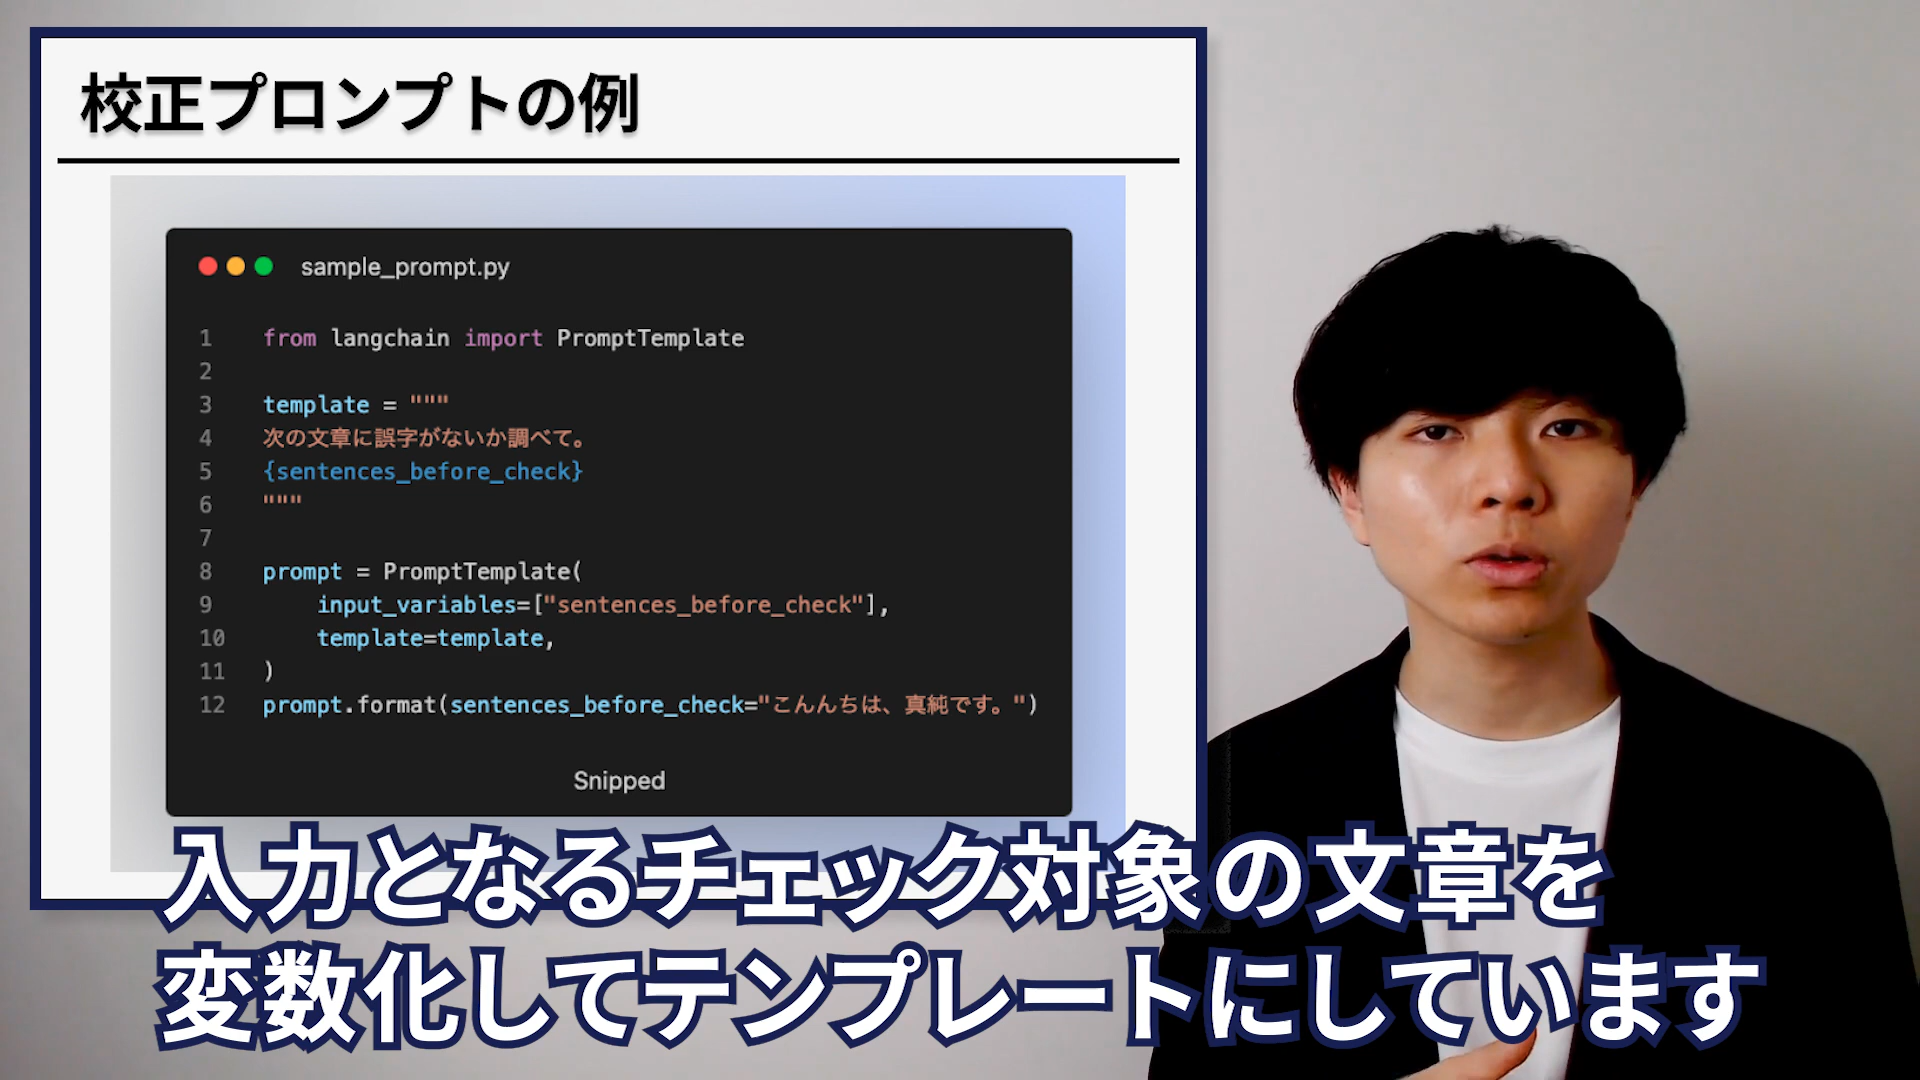 校正プロンプトの例
sample_prompt.py
1 from langchain import PromptTemplate
2
3 template = """
4 次の文章に誤字がないか調べて。
5 {sentences_before_check}
6 """
7
8 prompt = PromptTemplate(
9     input_variables=["sentences_before_check"],
10     template=template,
11 )
12 prompt.format(sentences_before_check="こんんちは、真純です。")
Snipped
入力となるチェック対象の文章を
変数化してテンプレートにしています